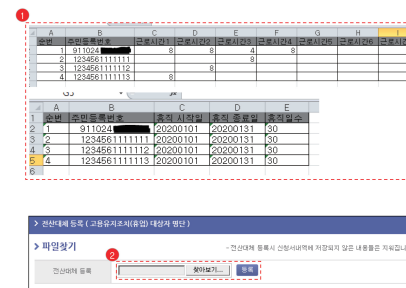 1
A B C D E F G H I
순번 주민등록번호 근로시간1 근로시간2 근로시간3 근로시간4 근로시간5 근로시간6
1 911024 8 8 4 8
2 1234561111111 8
3 1234561111112 8
4 1234561111113 8
A B C D E
1 순번 주민등록번호 휴직 시작일 휴직 종료일 휴직일수
2 1 911024 20200101 20200131 30
3 2 1234561111111 20200101 20200131 30
4 3 1234561111112 20200101 20200131 30
5 4 1234561111113 20200101 20200131 30
6
> 전산대체 등록 ( 고용유지조치(휴업) 대상자 명단 )
> 파일찾기
- 전산대체 등록시 신청서내역에 저장되지 않은 내용들은 지워집니
2
전산대체 등록 찾아보기... 등록